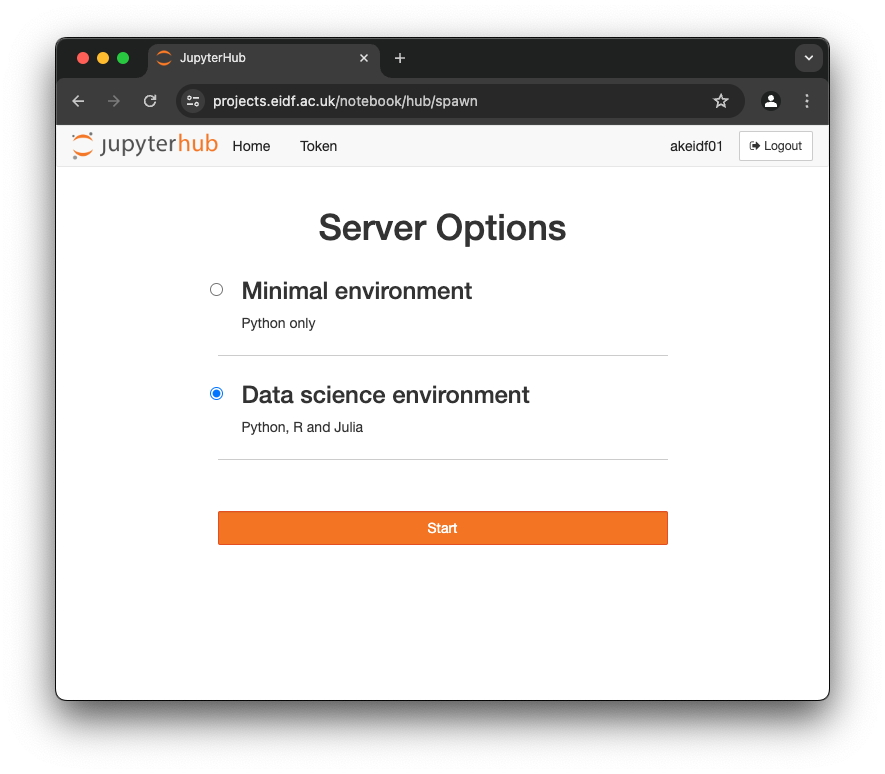 JupyterHub
projects.eidf.ac.uk/notebook/hub/spawn
jupyterhub Home Token akeidf01 Logout
Server Options
Minimal environment
Python only
Data science environment
Python, R and Julia
Start